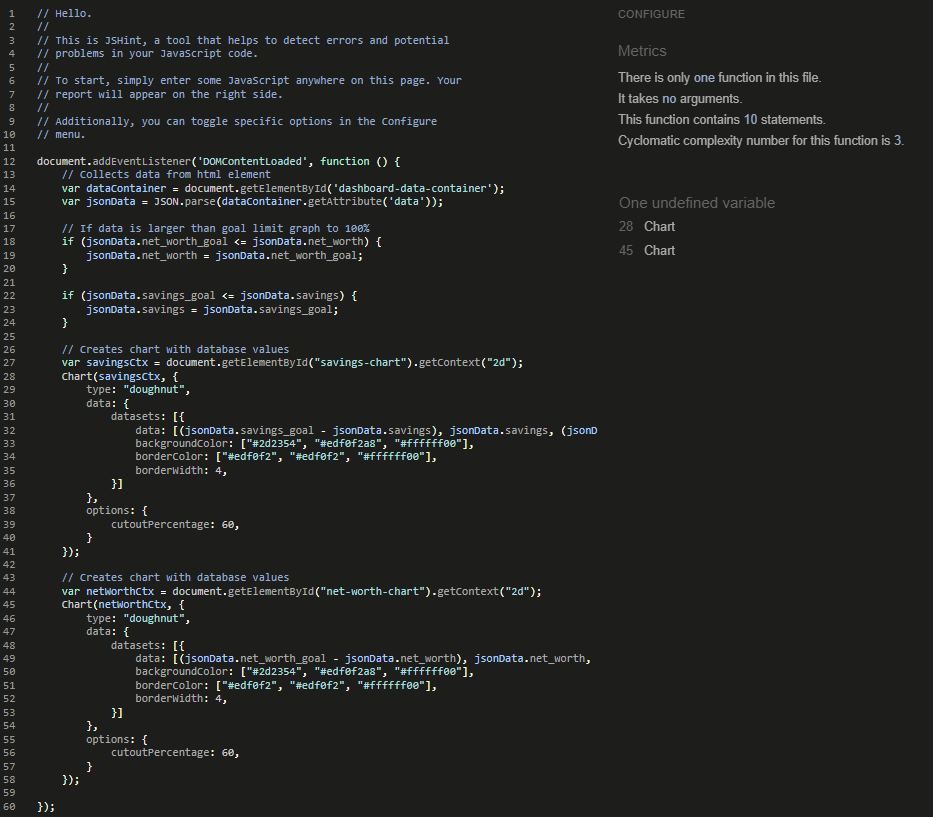 1 // Hello.
2 //
3 // This is JSHint, a tool that helps to detect errors and potential
4 // problems in your JavaScript code.
5 //
6 // To start, simply enter some JavaScript anywhere on this page. Your
7 // report will appear on the right side.
8 //
9 // Additionally, you can toggle specific options in the Configure
10 // menu.
11
12 document.addEventListener('DOMContentLoaded', function () {
13     // Collects data from html element
14     var dataContainer = document.getElementById('dashboard-data-container');
15     var jsonData = JSON.parse(dataContainer.getAttribute('data'));
16
17     // If data is larger than goal limit graph to 100%
18     if (jsonData.net_worth_goal <= jsonData.net_worth) {
19         jsonData.net_worth = jsonData.net_worth_goal;
20     }
21
22     if (jsonData.savings_goal <= jsonData.savings) {
23         jsonData.savings = jsonData.savings_goal;
24     }
25
26     // Creates chart with database values
27     var savingsCtx = document.getElementById("savings-chart").getContext("2d");
28     Chart(savingsCtx, {
29         type: "doughnut",
30         data: {
31             datasets: [{
32                 data: [(jsonData.savings_goal - jsonData.savings), jsonData.savings, (jsonD
33                 backgroundColor: ["#2d2354", "#edf0f2a8", "#ffffff00"],
34                 borderColor: ["#edf0f2", "#edf0f2", "#ffffff00"],
35                 borderWidth: 4,
36             }]
37         },
38         options: {
39             cutoutPercentage: 60,
40         }
41     });
42
43     // Creates chart with database values
44     var netWorthCtx = document.getElementById("net-worth-chart").getContext("2d");
45     Chart(netWorthCtx, {
46         type: "doughnut",
47         data: {
48             datasets: [{
49                 data: [(jsonData.net_worth_goal - jsonData.net_worth), jsonData.net_worth,
50                 backgroundColor: ["#2d2354", "#edf0f2a8", "#ffffff00"],
51                 borderColor: ["#edf0f2", "#edf0f2", "#ffffff00"],
52                 borderWidth: 4,
53             }]
54         },
55         options: {
56             cutoutPercentage: 60,
57         }
58     });
59
60 });
CONFIGURE
Metrics
There is only one function in this file.
It takes no arguments.
This function contains 10 statements.
Cyclomatic complexity number for this function is 3.
One undefined variable
28 Chart
45 Chart